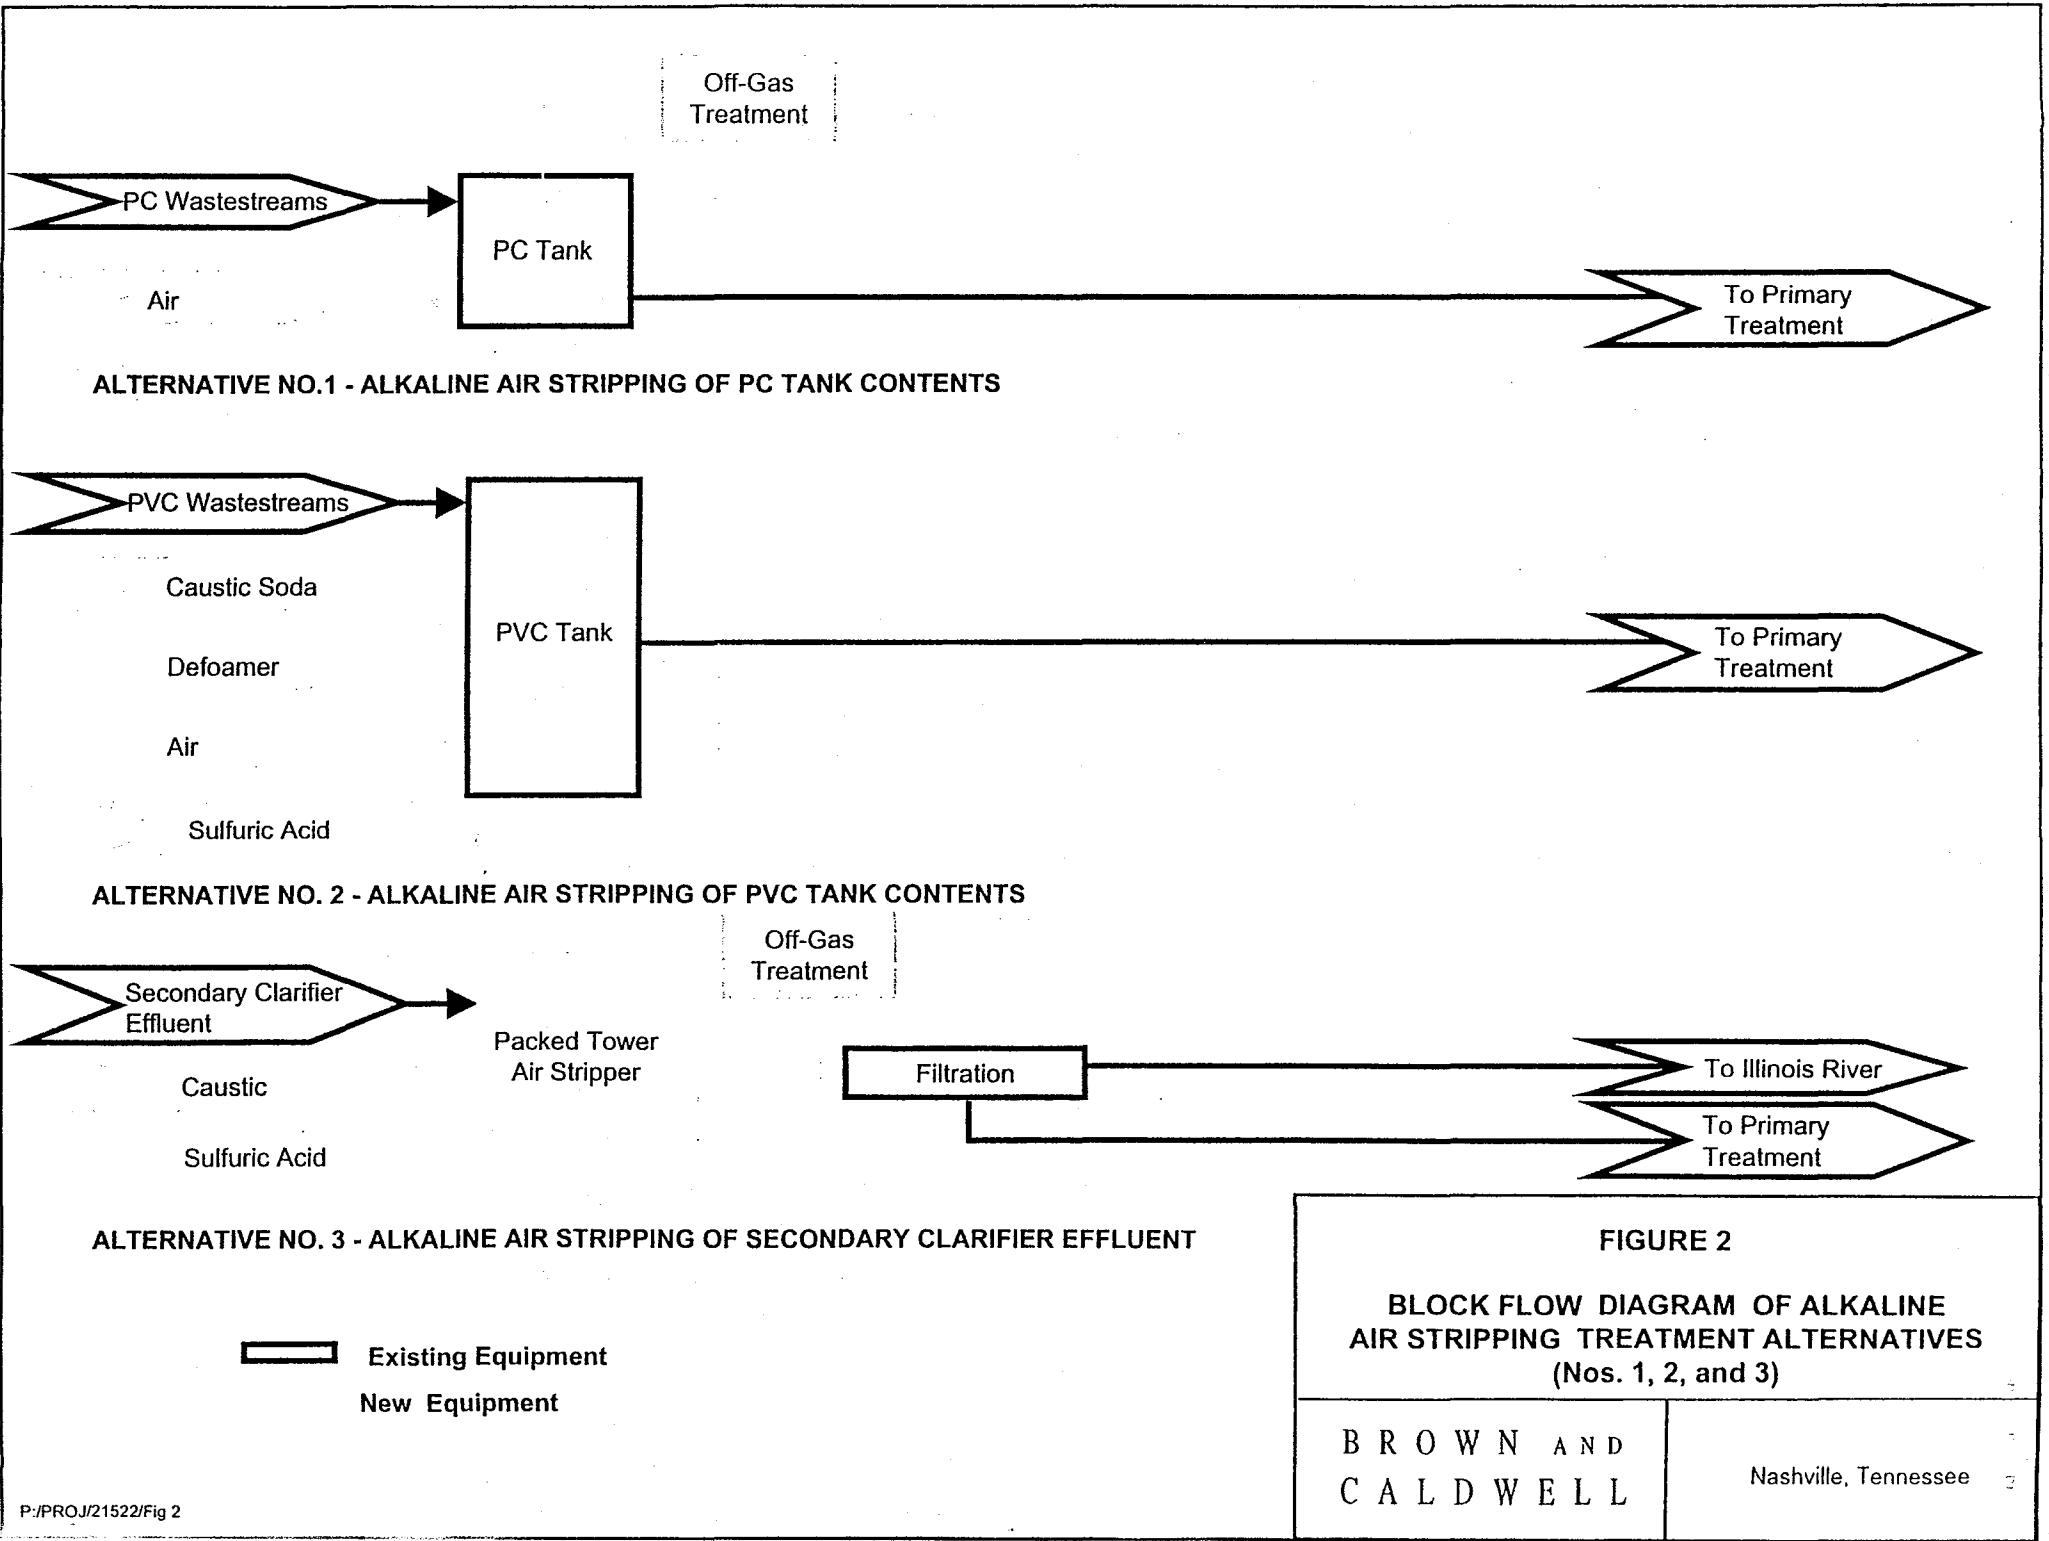 Off-Gas
Treatment
PC Wastestreams
PC Tank
Air
To Primary
Treatment
ALTERNATIVE NO.1 - ALKALINE AIR STRIPPING OF PC TANK CONTENTS
PVC Wastestreams
Caustic Soda
PVC Tank
Defoamer
To Primary
Treatment
Air
Sulfuric Acid
ALTERNATIVE NO. 2 - ALKALINE AIR STRIPPING OF PVC TANK CONTENTS
Off-Gas
Treatment
Secondary Clarifier
Effluent
Packed Tower
Air Stripper
Filtration
To Illinois River
Caustic
To Primary
Treatment
Sulfuric Acid
ALTERNATIVE NO. 3 - ALKALINE AIR STRIPPING OF SECONDARY CLARIFIER EFFLUENT
Existing Equipment
New Equipment
FIGURE 2
BLOCK FLOW DIAGRAM OF ALKALINE
AIR STRIPPING TREATMENT ALTERNATIVES
(Nos. 1, 2, and 3)
BROWN AND
CALDWELL
Nashville, Tennessee
P:/PROJ/21522/Fig 2